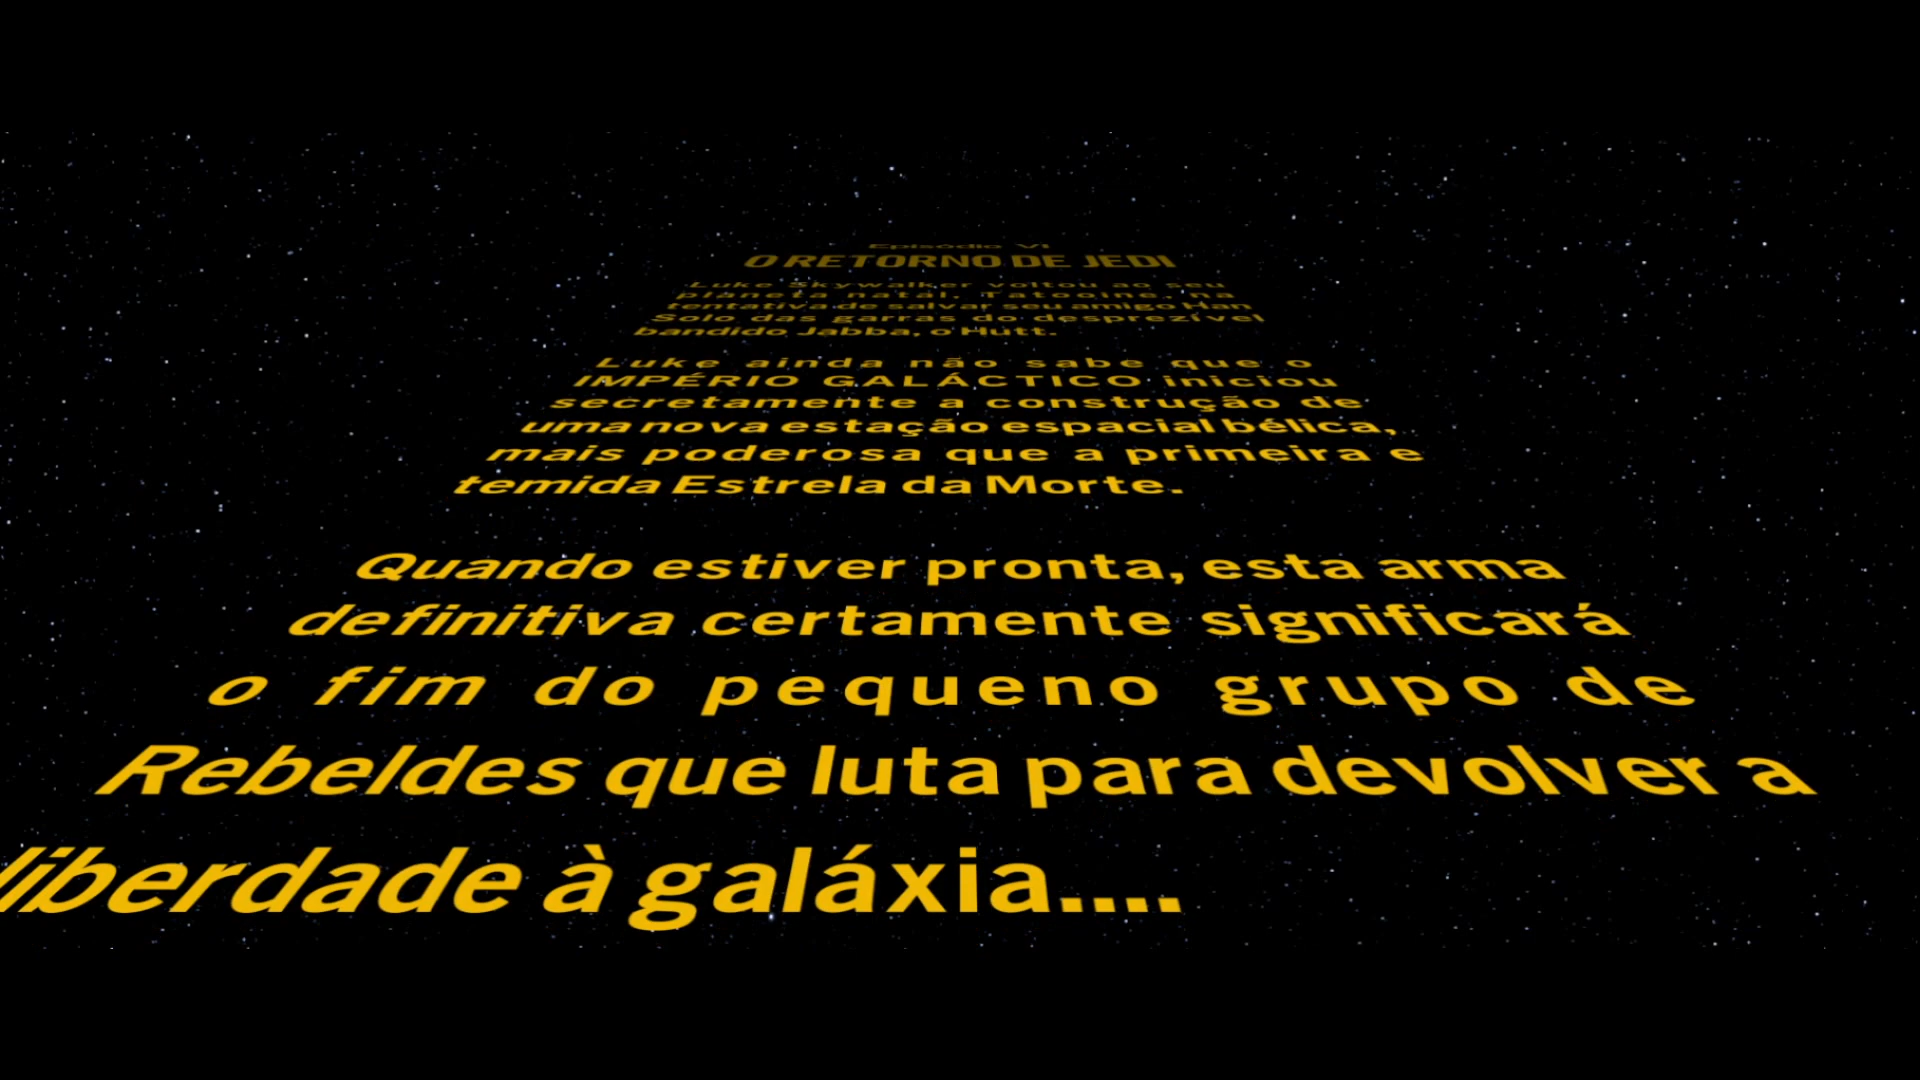 Episódio VI
O RETORNO DE JEDI
Luke Skywalker voltou ao seu
planeta natal, Tatooine, na
tentativa de salvar seu amigo Han
Solo das garras do desprezível
bandido Jabba, o Hutt.
Luke ainda não sabe que o
IMPÉRIO GALÁCTICO iniciou
secretamente a construção de
uma nova estação espacial bélica,
mais poderosa que a primeira e
temida Estrela da Morte.
Quando estiver pronta, esta arma
definitiva certamente significará
o fim do pequeno grupo de
Rebeldes que luta para devolver a
liberdade à galáxia....